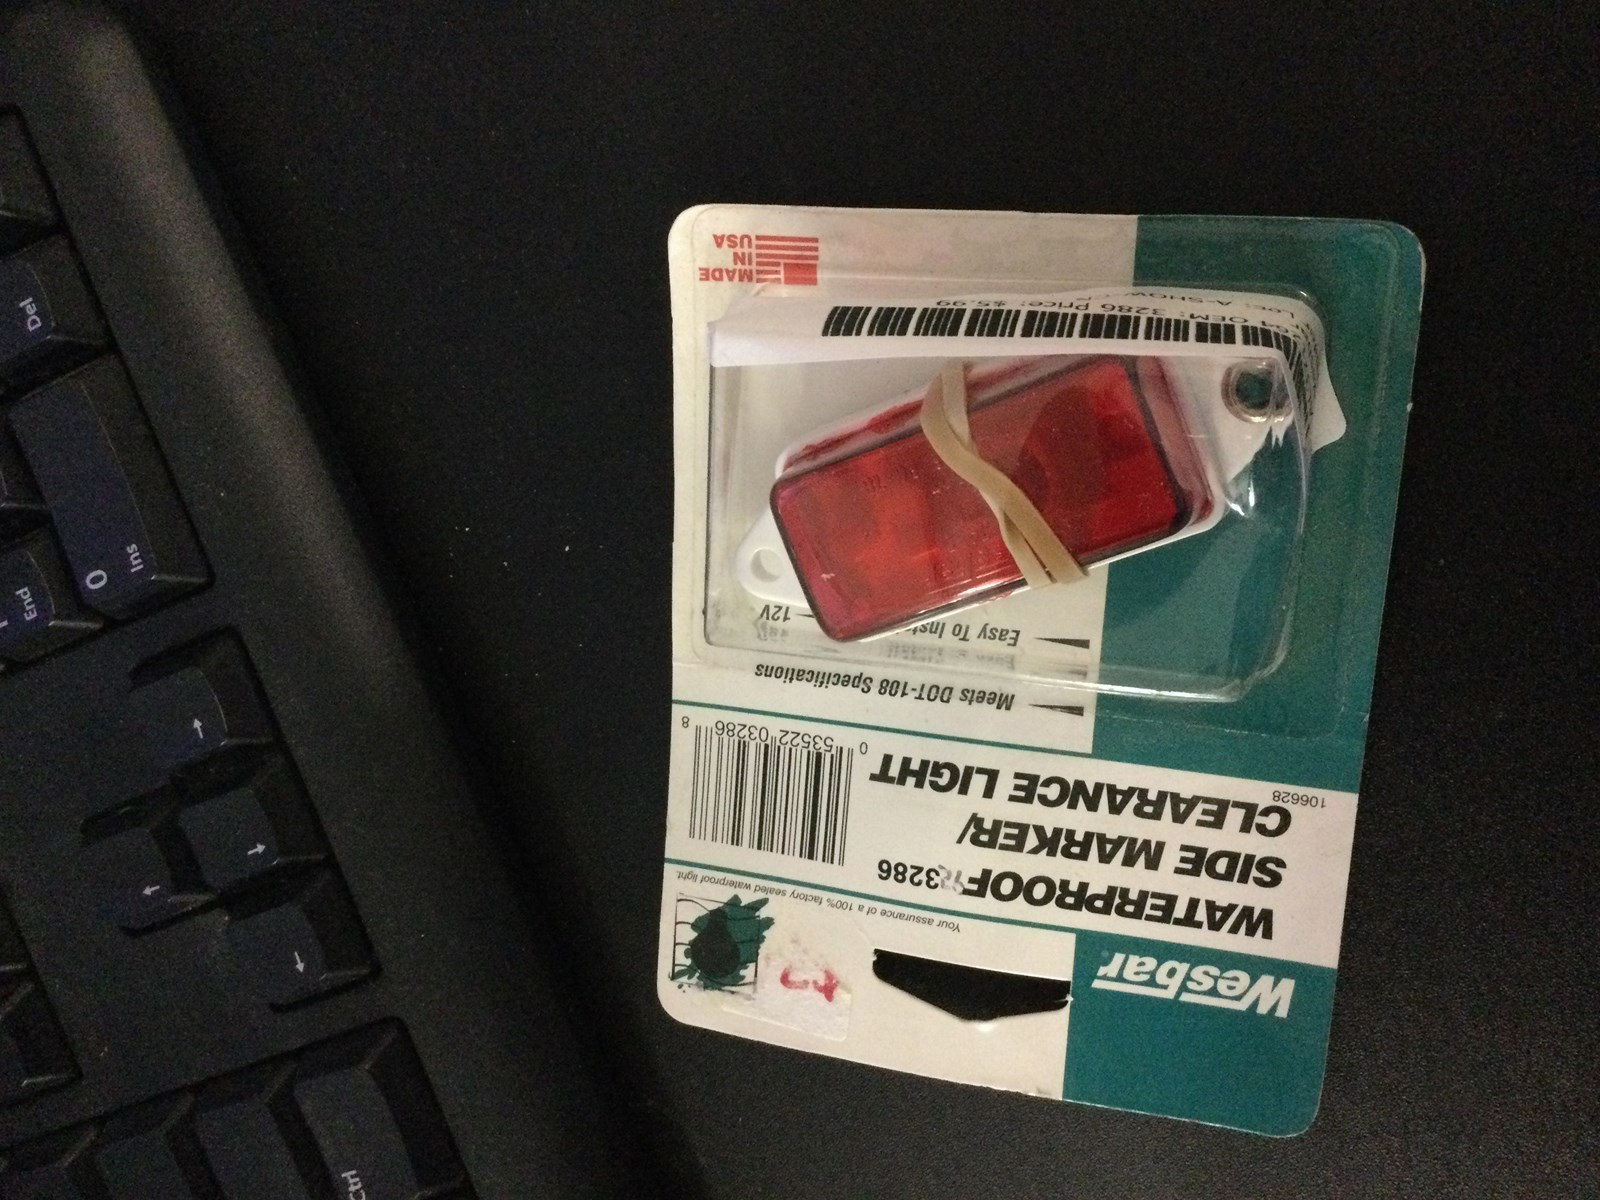 Wesbar®
Your assurance of a 100% factory sealed waterproof light.
WATERPROOF 3286
SIDE MARKER/
CLEARANCE LIGHT
106628
0 53522 03286 8
Meets DOT-108 Specifications
Easy To
12V
OEM: 3286 Price: $5.99
MADE
IN
USA
Del
0
Ins
End
←
→
←
←
Ctrl